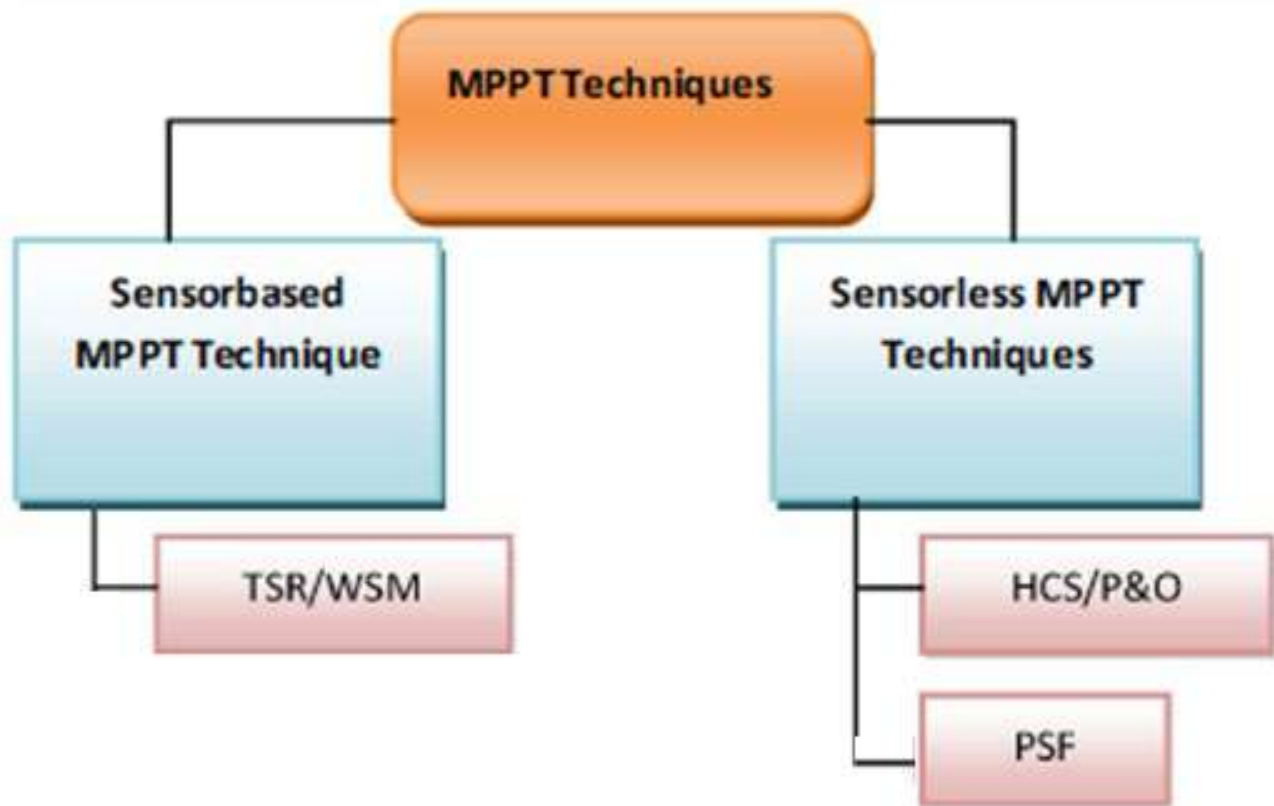 MPPT Techniques
Sensorbased
MPPT Technique
Sensorless MPPT
Techniques
TSR/WSM
HCS/P&O
PSF